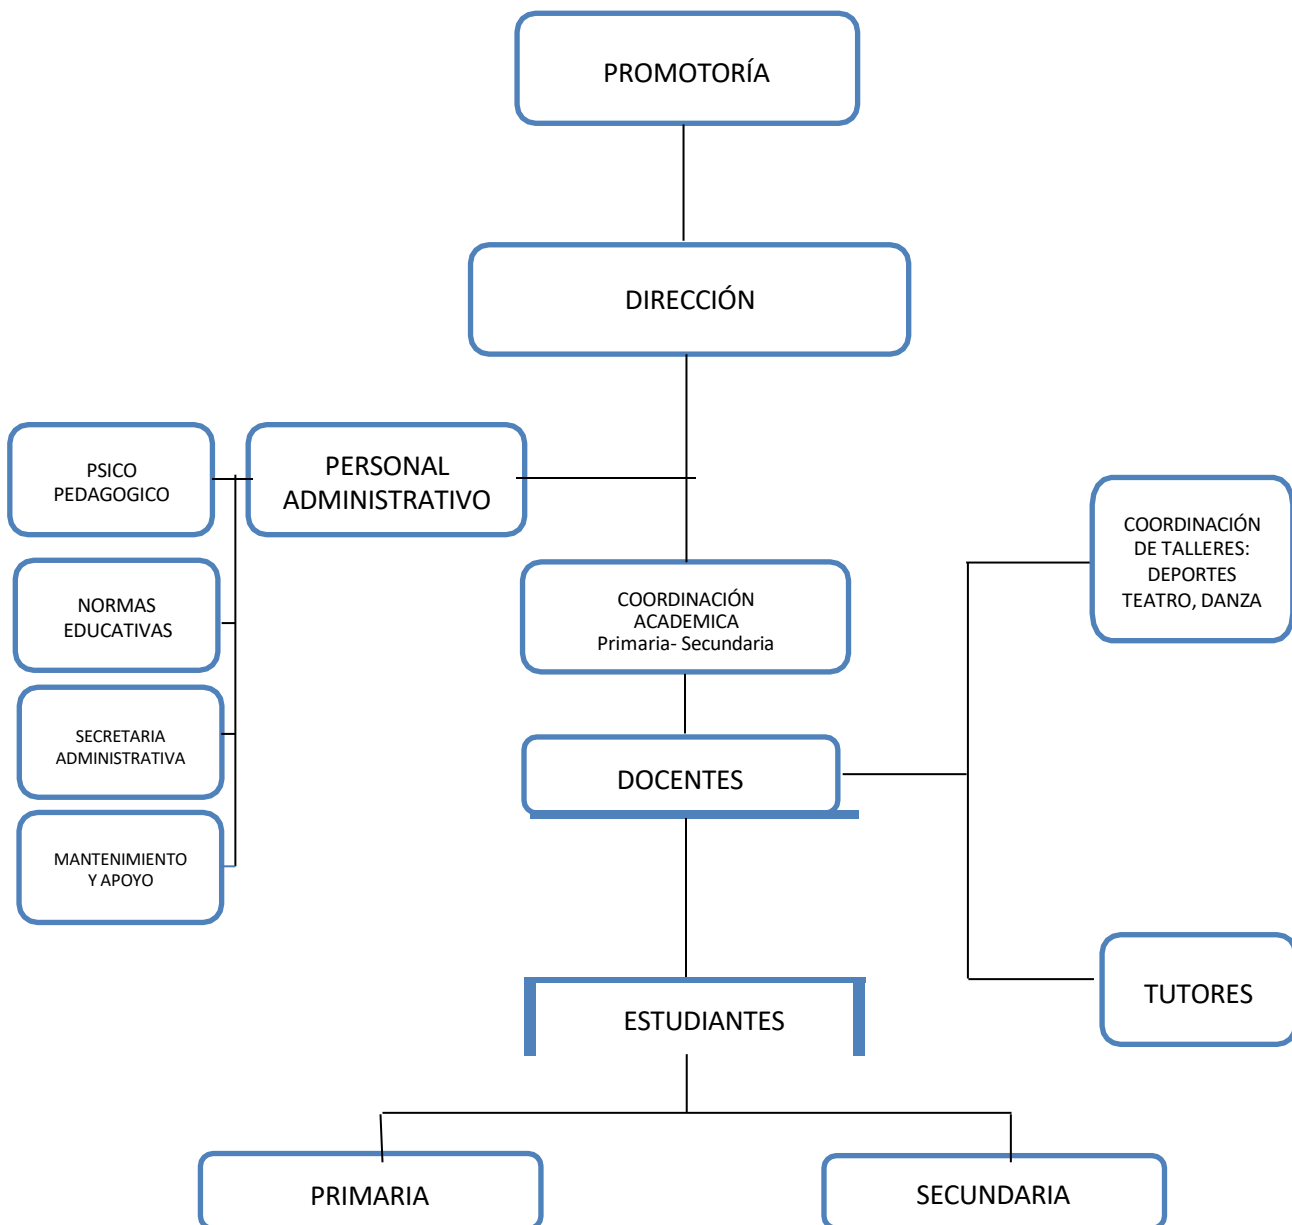 PROMOTORÍA
DIRECCIÓN
PSICO
PEDAGOGICO
PERSONAL
ADMINISTRATIVO
NORMAS
EDUCATIVAS
SECRETARIA
ADMINISTRATIVA
MANTENIMIENTO
Y APOYO
COORDINACIÓN
ACADEMICA
Primaria- Secundaria
DOCENTES
COORDINACIÓN
DE TALLERES:
DEPORTES
TEATRO, DANZA
TUTORES
ESTUDIANTES
PRIMARIA
SECUNDARIA